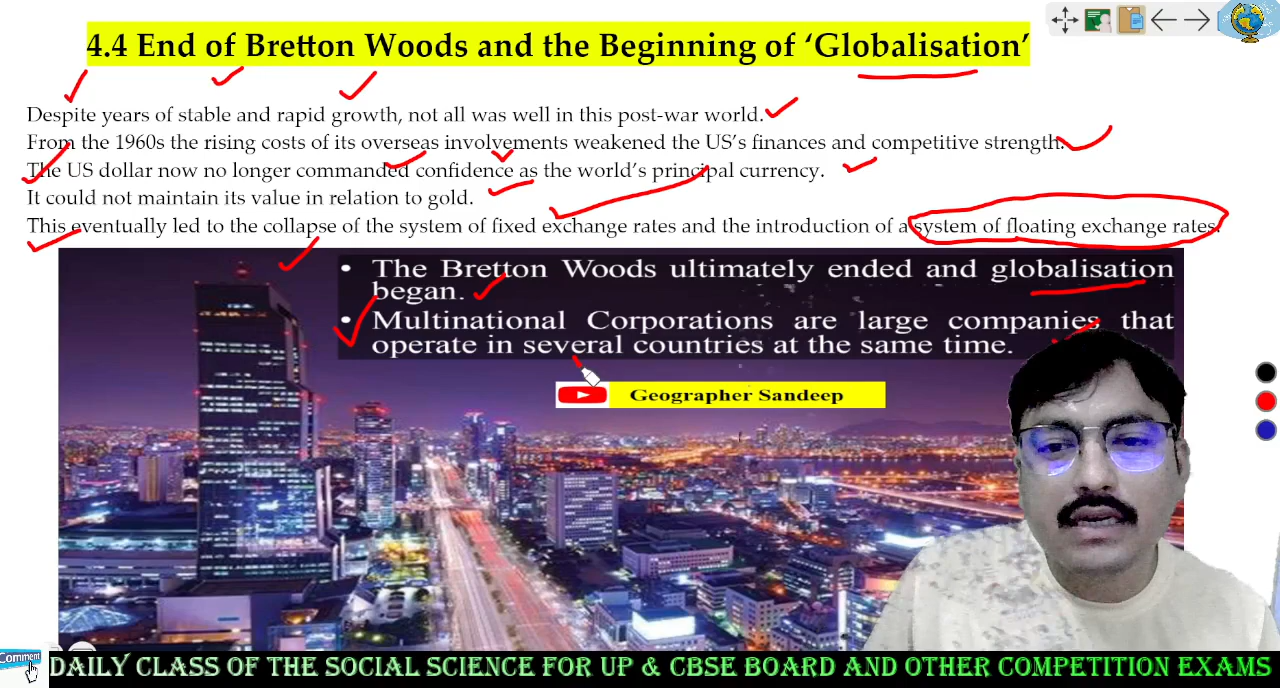 4.4 End of Bretton Woods and the Beginning of ‘Globalisation’
Despite years of stable and rapid growth, not all was well in this post-war world.
From the 1960s the rising costs of its overseas involvements weakened the US’s finances and competitive strength.
The US dollar now no longer commanded confidence as the world’s principal currency.
It could not maintain its value in relation to gold.
This eventually led to the collapse of the system of fixed exchange rates and the introduction of a system of floating exchange rates.
• The Bretton Woods ultimately ended and globalisation
began.
• Multinational Corporations are large companies that
operate in several countries at the same time.
Geographer Sandeep
Comment
DAILY CLASS OF THE SOCIAL SCIENCE FOR UP & CBSE BOARD AND OTHER COMPETITION EXAMS